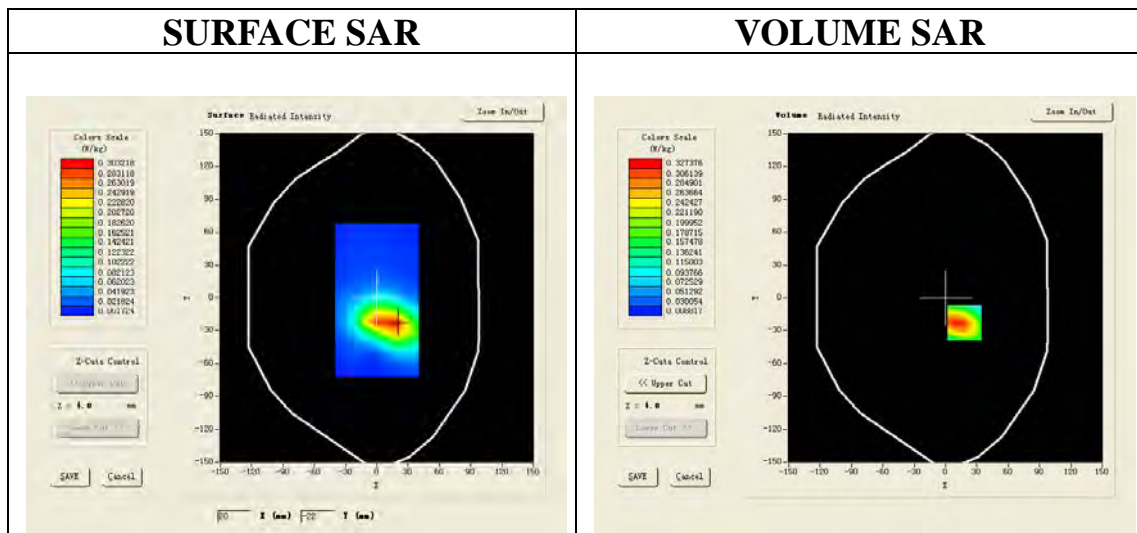 SURFACE SAR
Surface Radiated Intensity
Zoom In/Out
Colors Scale
(W/kg)
0.303218
0.283118
0.263019
0.242919
0.222820
0.202720
0.182620
0.162521
0.142421
0.122322
0.102222
0.082123
0.062023
0.041923
0.021824
0.001724
150
120
90
60
30
0
-30
-60
-90
-120
-150
-150 -120 -90 -60 -30 0 30 60 90 120 150
X
Z-Cuts Control
<< Upper Cut
Z = 4.0 mm
Lower Cut >>
SAVE Cancel
20 X (mm) -22 Y (mm)
VOLUME SAR
Volume Radiated Intensity
Zoom In/Out
Colors Scale
(W/kg)
0.327376
0.306139
0.284901
0.263664
0.242427
0.221190
0.199952
0.178715
0.157478
0.136241
0.115003
0.093766
0.072529
0.051292
0.030054
0.008817
150
120
90
60
30
0
-30
-60
-90
-120
-150
-150 -120 -90 -60 -30 0 30 60 90 120 150
X
Z-Cuts Control
<< Upper Cut
Z = 4.0 mm
Lower Cut >>
SAVE Cancel